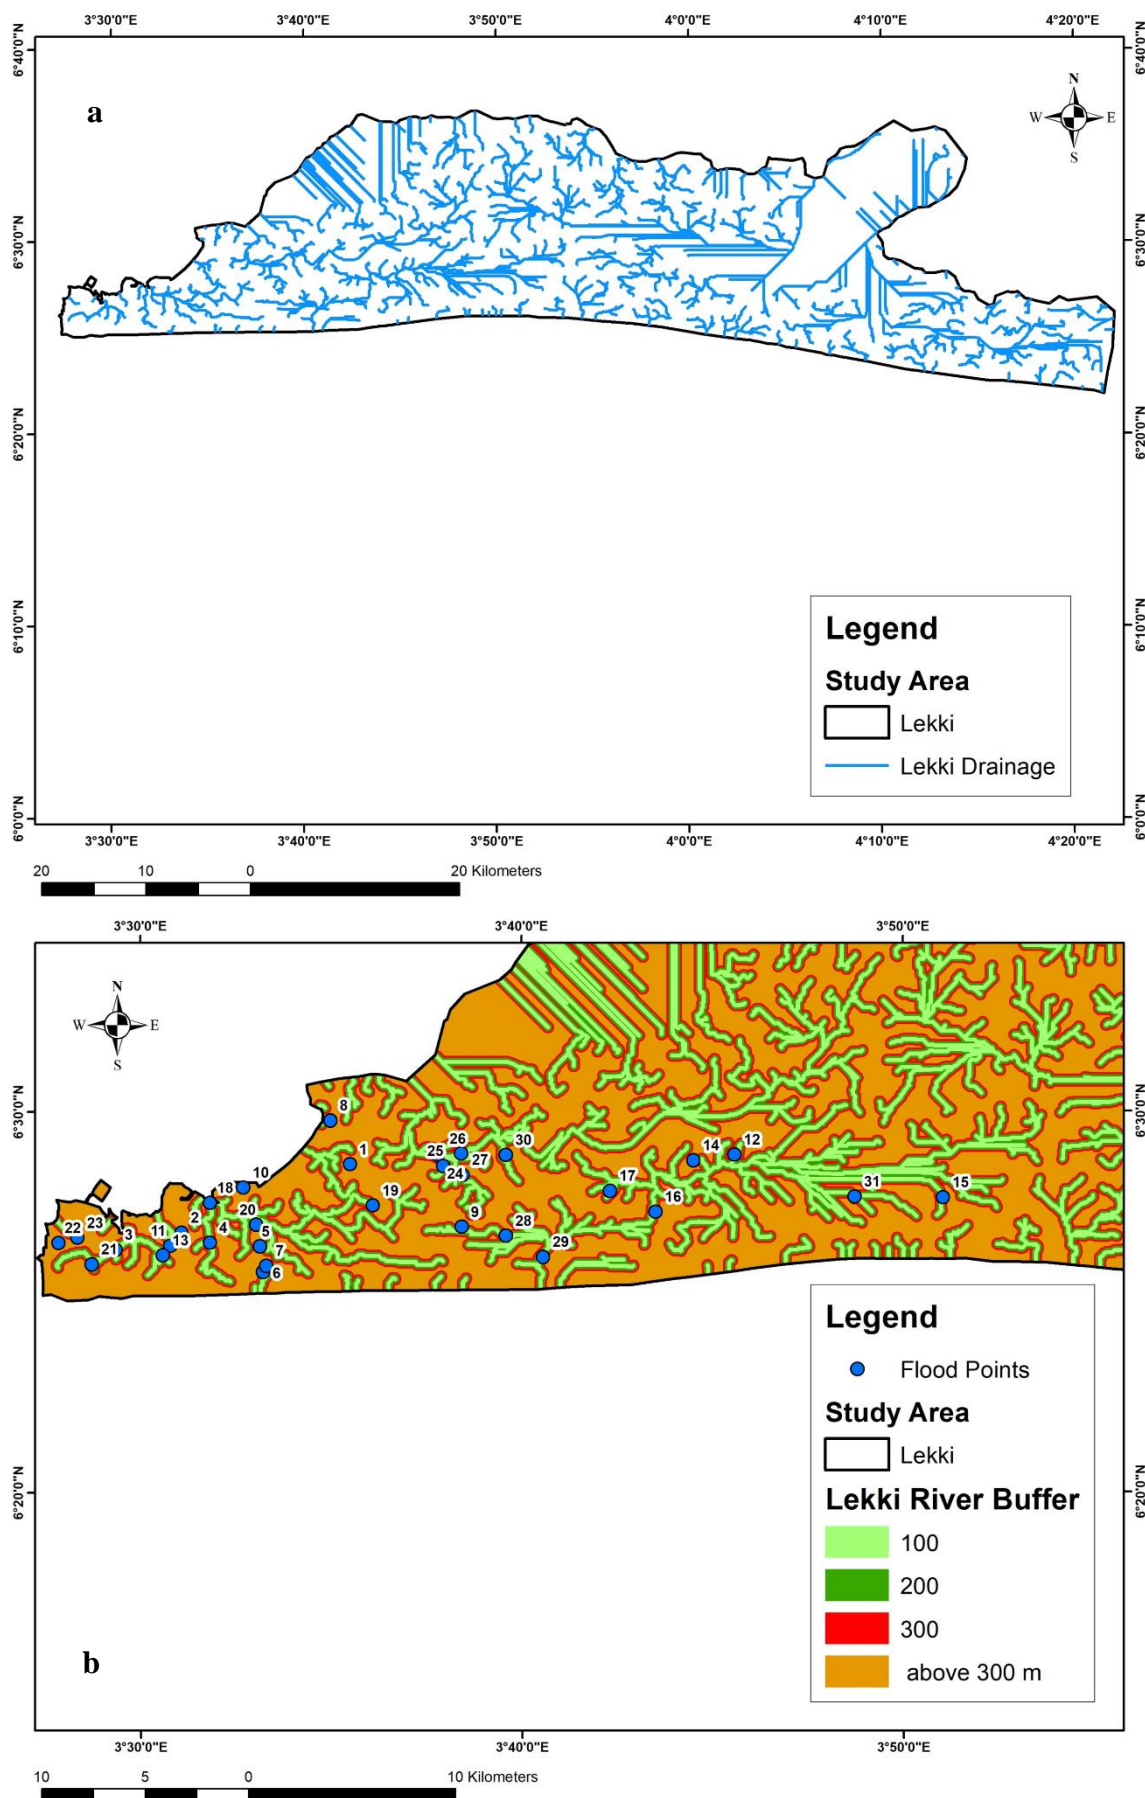 3°30'0"E 3°40'0"E 3°50'0"E 4°0'0"E 4°10'0"E 4°20'0"E
6°40'0"N 6°40'0"N
a
N
W E
S
6°30'0"N 6°30'0"N
6°20'0"N 6°20'0"N
Legend
6°10'0"N 6°10'0"N
Study Area
Lekki
Lekki Drainage
6°0'0"N 6°0'0"N
3°30'0"E 3°40'0"E 3°50'0"E 4°0'0"E 4°10'0"E 4°20'0"E
20 10 0 20 Kilometers
3°30'0"E 3°40'0"E 3°50'0"E
N
W E
S
6°30'0"N 6°30'0"N
8
26 30 14 12
1 25 27
10 24
18 17 31 15
19 16
2 20
22 23 3 11 4 9 28
13 5
21 7 29
6
Legend
Flood Points
Study Area
Lekki
6°20'0"N 6°20'0"N
Lekki River Buffer
100
200
300
b
above 300 m
3°30'0"E 3°40'0"E 3°50'0"E
10 5 0 10 Kilometers